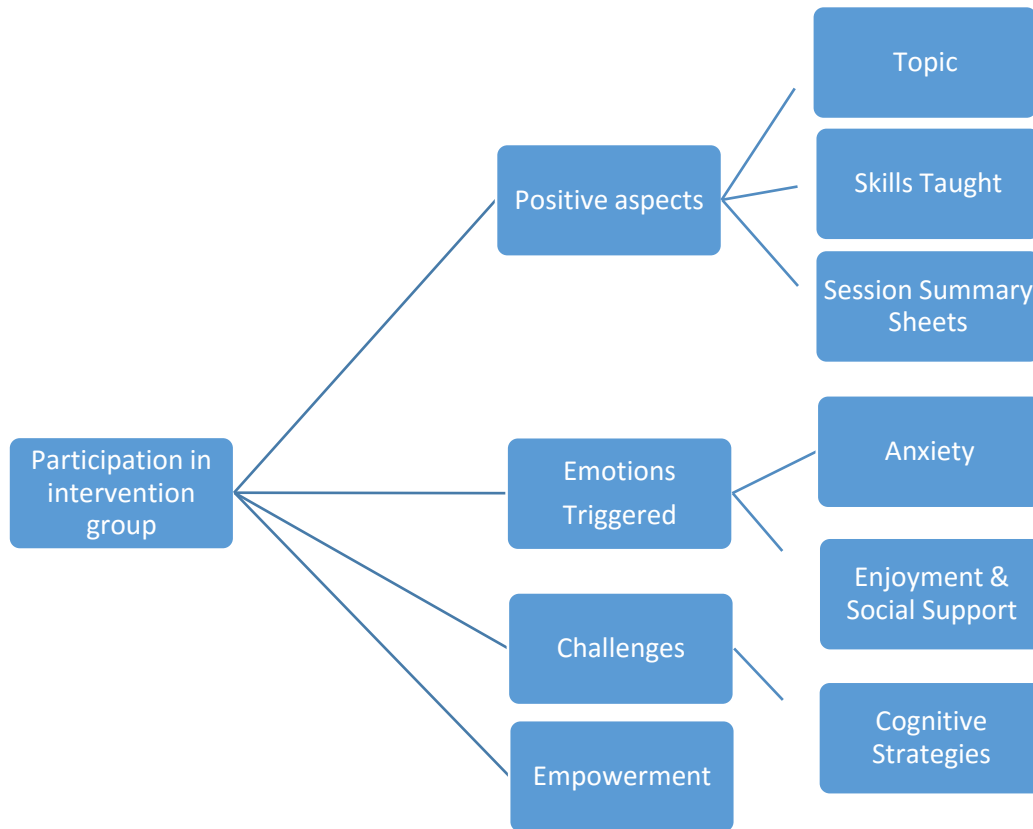 Topic
Positive aspects
Skills Taught
Session Summary
Sheets
Participation in
intervention
group
Emotions
Triggered
Anxiety
Enjoyment &
Social Support
Challenges
Cognitive
Strategies
Empowerment